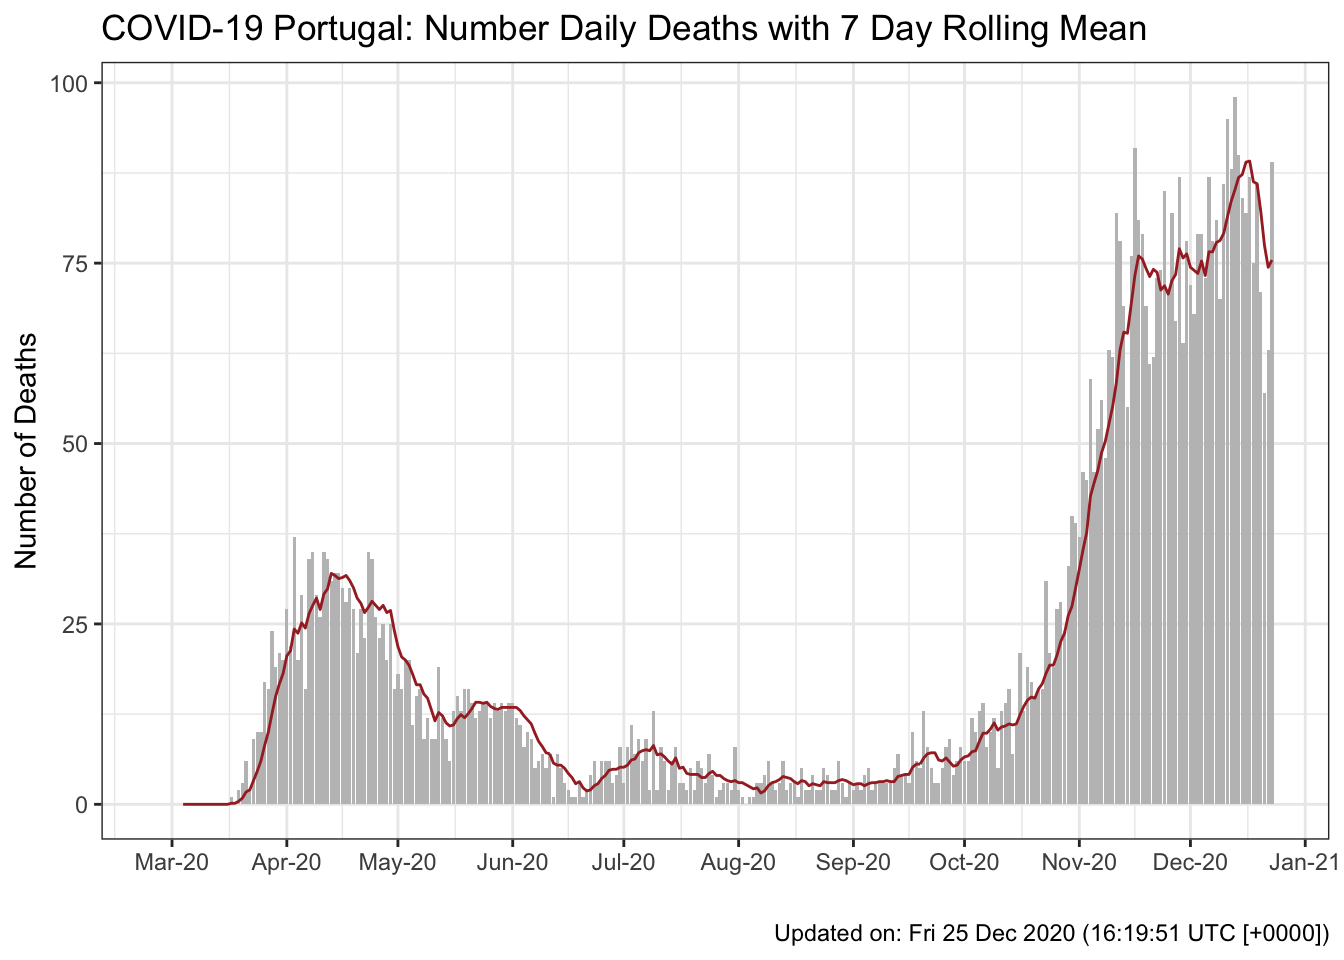 COVID-19 Portugal: Number Daily Deaths with 7 Day Rolling Mean
Number of Deaths
100
75
50
25
0
Mar-20 Apr-20 May-20 Jun-20 Jul-20 Aug-20 Sep-20 Oct-20 Nov-20 Dec-20 Jan-21
Updated on: Fri 25 Dec 2020 (16:19:51 UTC [+0000])